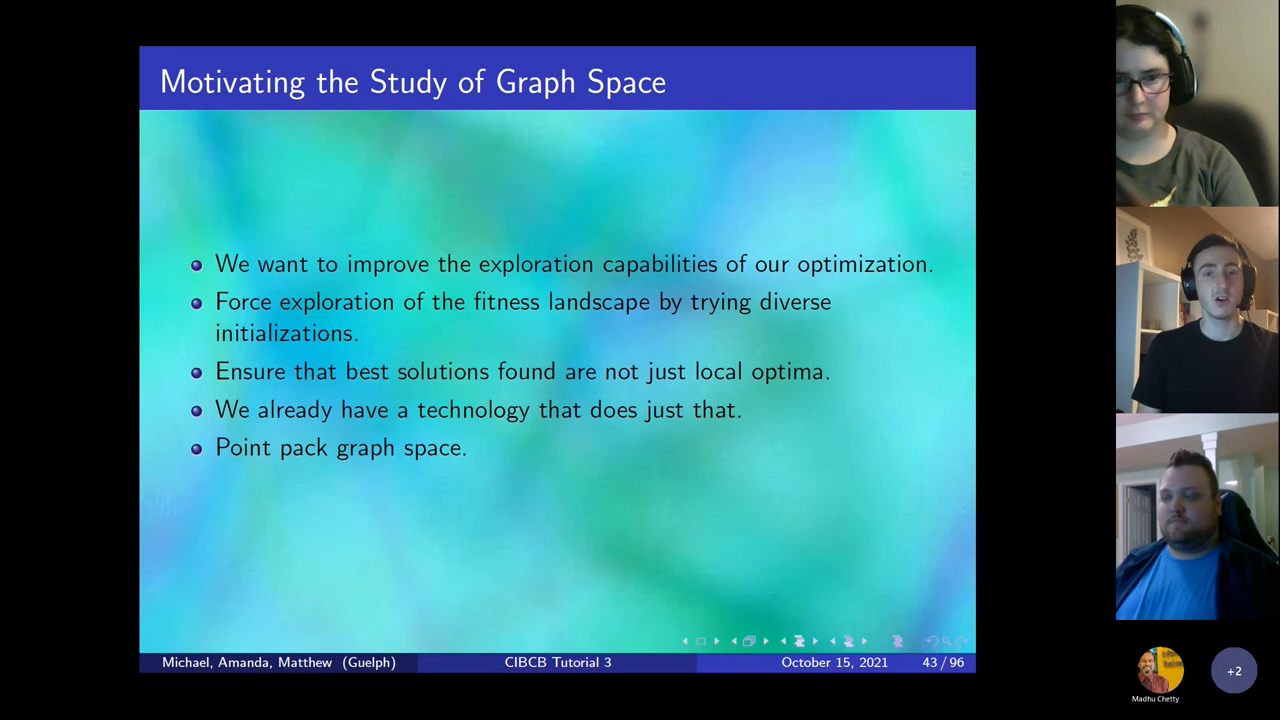 Motivating the Study of Graph Space
We want to improve the exploration capabilities of our optimization.
Force exploration of the fitness landscape by trying diverse
initializations.
Ensure that best solutions found are not just local optima.
We already have a technology that does just that.
Point pack graph space.
Michael, Amanda, Matthew (Guelph)
CIBCB Tutorial 3
October 15, 2021
43 / 96
Madhu Chetty
+2